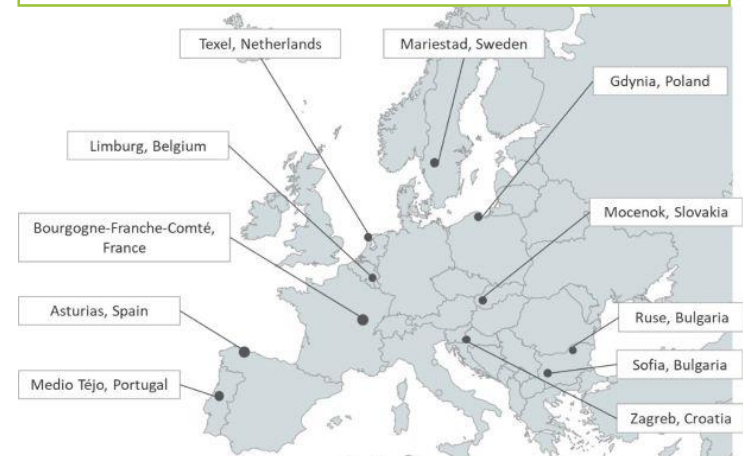 Texel, Netherlands
Mariestad, Sweden
Gdynia, Poland
Limburg, Belgium
Mocenok, Slovakia
Bourgogne-Franche-Comté,
France
Asturias, Spain
Ruse, Bulgaria
Sofia, Bulgaria
Medio Téjo, Portugal
Zagreb, Croatia